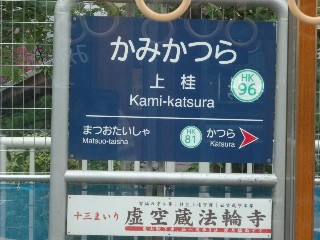 かみかつら
上桂
Kami-katsura
HK
96
まつおたいしゃ
Matsuo-taisha
HK
81
かつら
Katsura
十三まいり 虚空蔵法輪寺